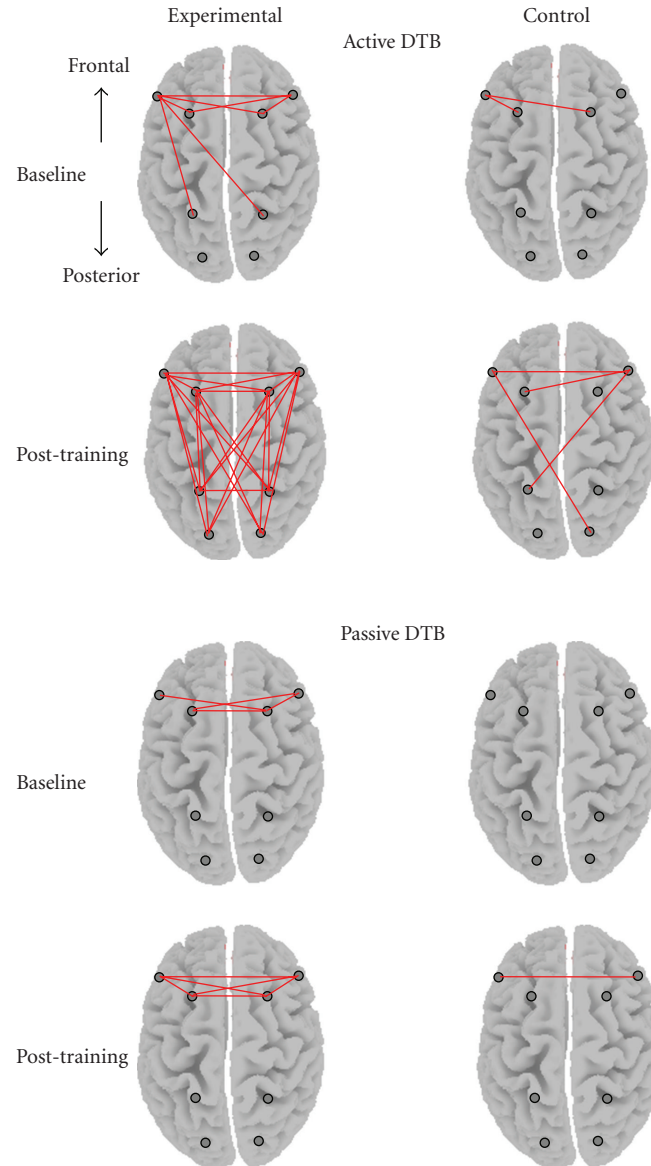 Experimental
Control
Active DTB
Frontal
Baseline
Posterior
Post-training
Passive DTB
Baseline
Post-training